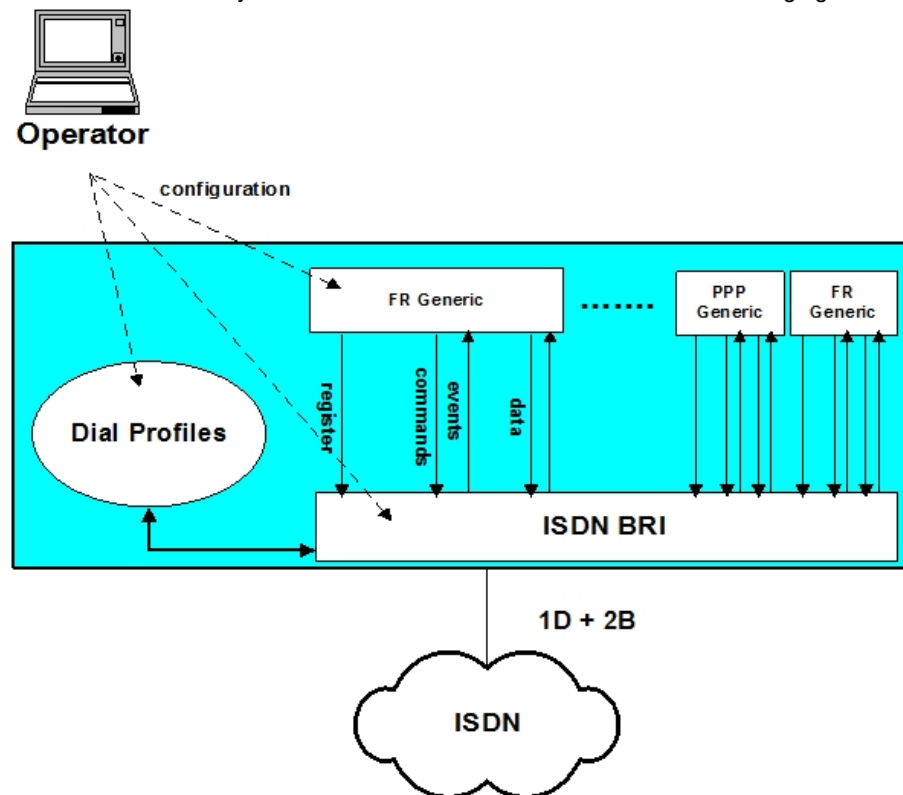 Operator
configuration
FR Generic
.......
PPP
Generic
FR
Generic
register
commands
events
data
Dial Profiles
ISDN BRI
1D + 2B
ISDN